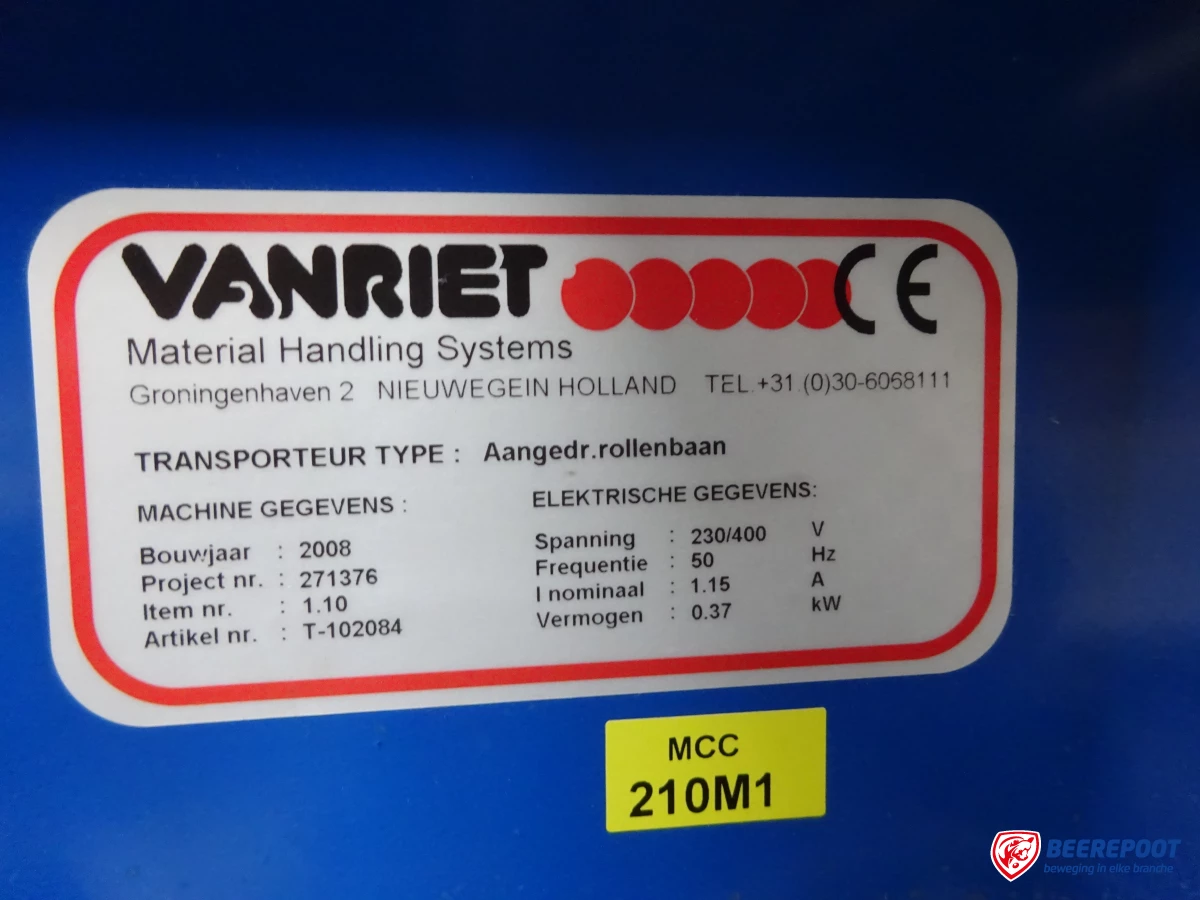 VANRIET CE
Material Handling Systems
Groningenhaven 2 NIEUWEGEIN HOLLAND TEL.+31.(0)30-6068111
TRANSPORTEUR TYPE : Aangedr.rollenbaan
MACHINE GEGEVENS :
Bouwjaar : 2008
Project nr. : 271376
Item nr. : 1.10
Artikel nr. : T-102084
ELEKTRISCHE GEGEVENS:
Spanning : 230/400 V
Frequentie : 50 Hz
I nominaal : 1.15 A
Vermogen : 0.37 kW
MCC
210M1
BEEREPOOT
beweging in elke branche